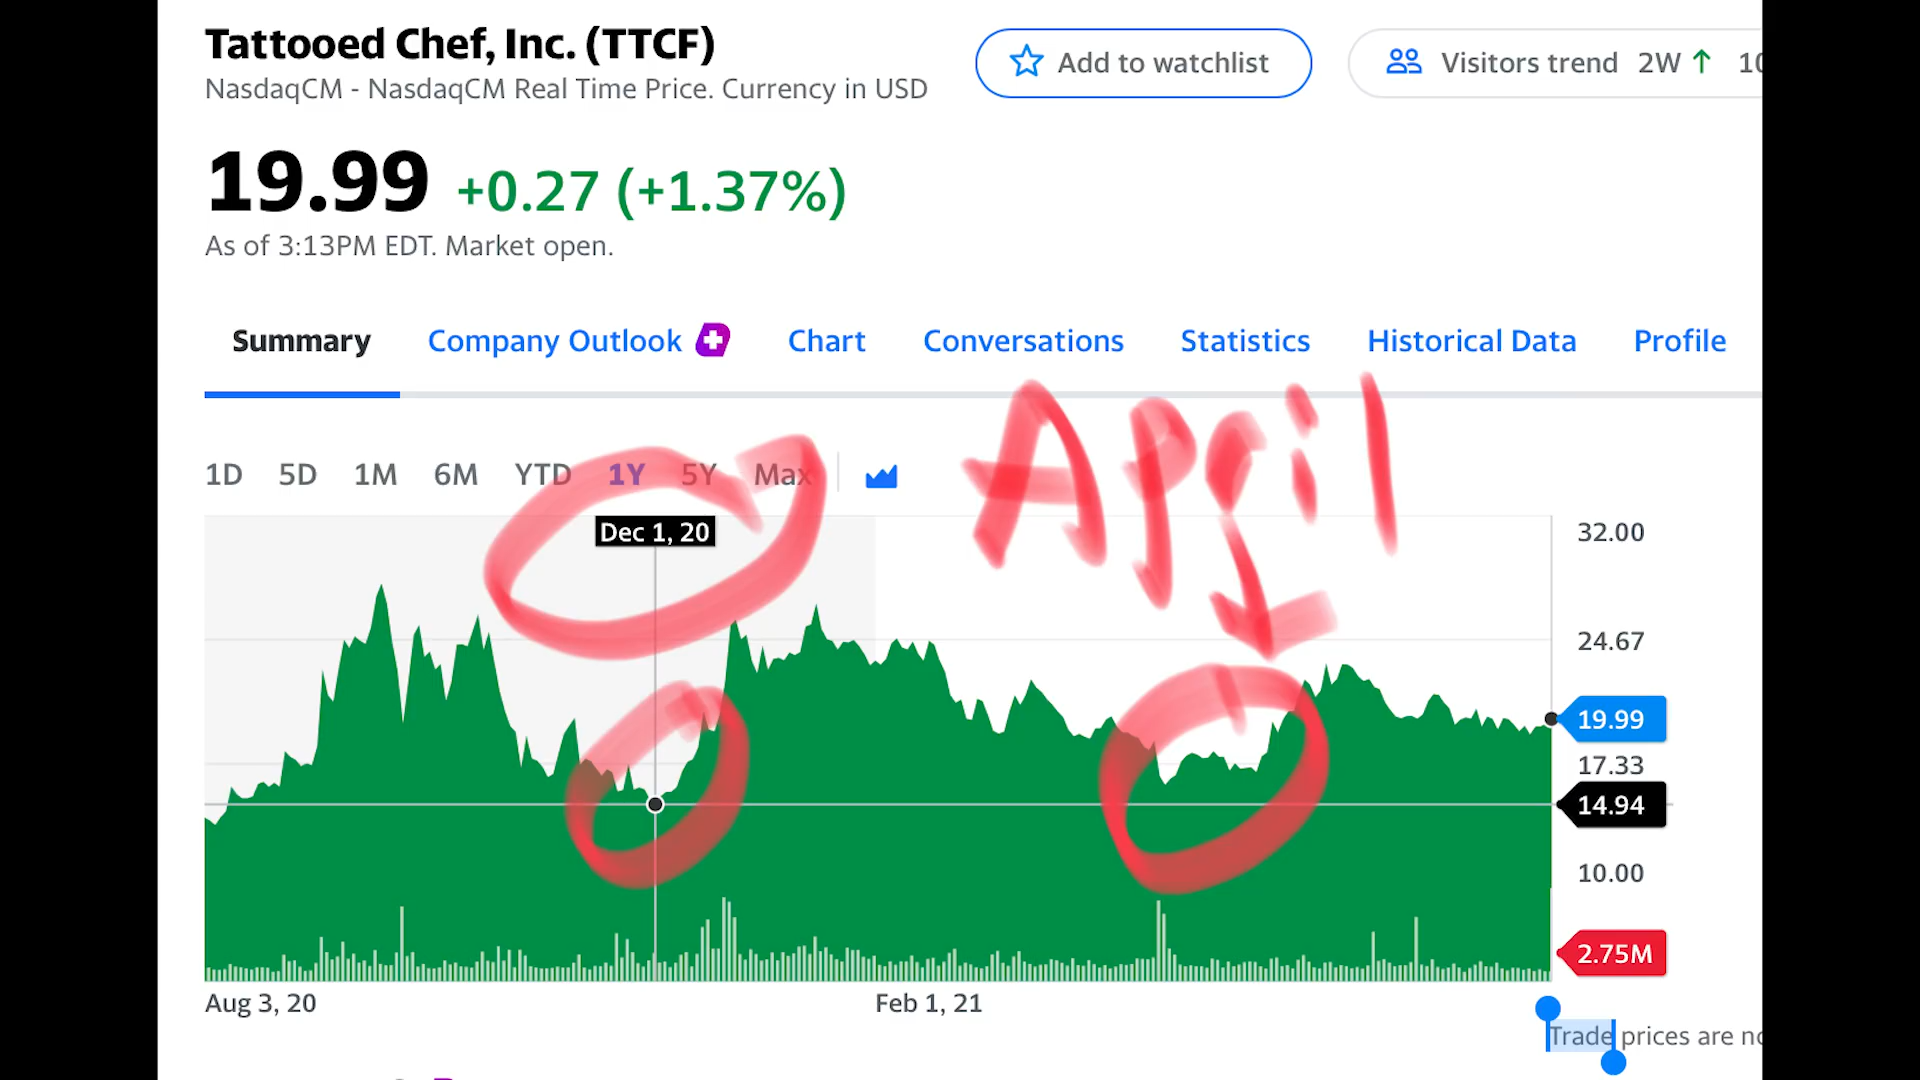 Tattooed Chef, Inc. (TTCF)
NasdaqCM - NasdaqCM Real Time Price. Currency in USD
Add to watchlist
Visitors trend 2W ↑ 10
19.99 +0.27 (+1.37%)
As of 3:13PM EDT. Market open.
Summary Company Outlook Chart Conversations Statistics Historical Data Profile
April
1D 5D 1M 6M YTD 1Y 5Y Max
Dec 1, 20
32.00
24.67
19.99
17.33
14.94
10.00
2.75M
Aug 3, 20 Feb 1, 21
Trade prices are